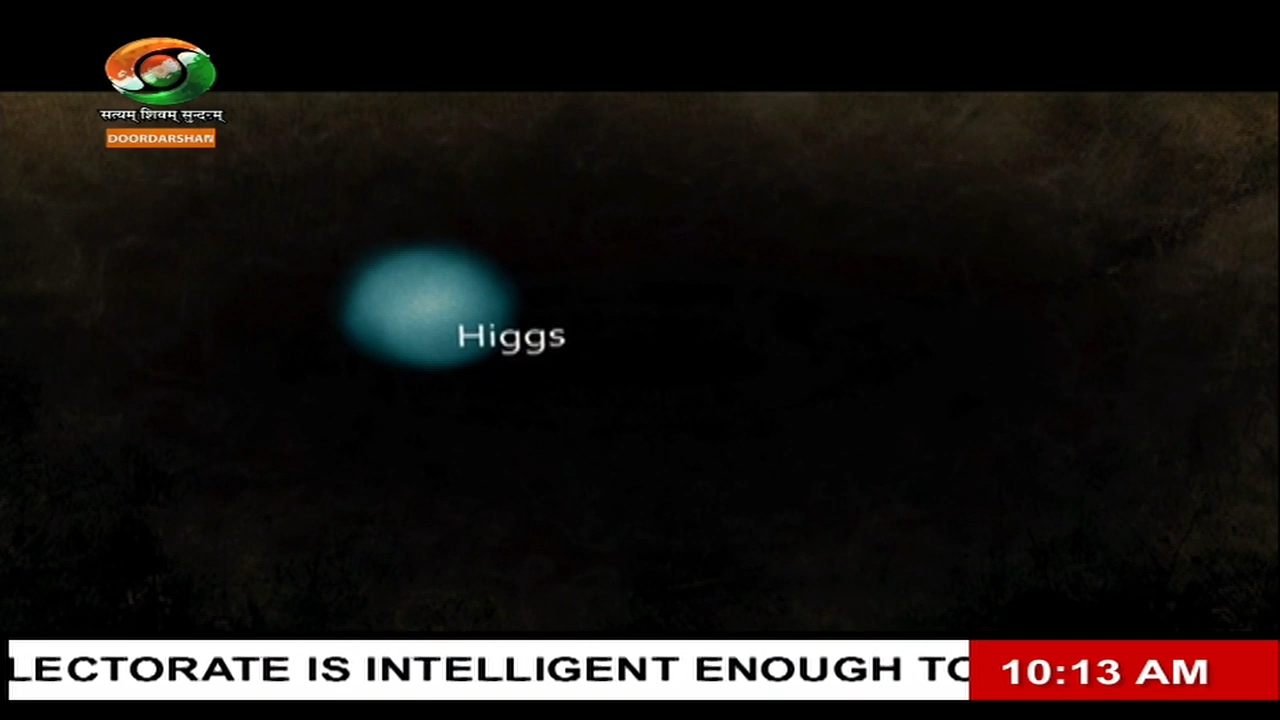 सत्यम् शिवम् सुन्दरम्
DOORDARSHAN
Higgs
LECTORATE IS INTELLIGENT ENOUGH TO
10:13 AM